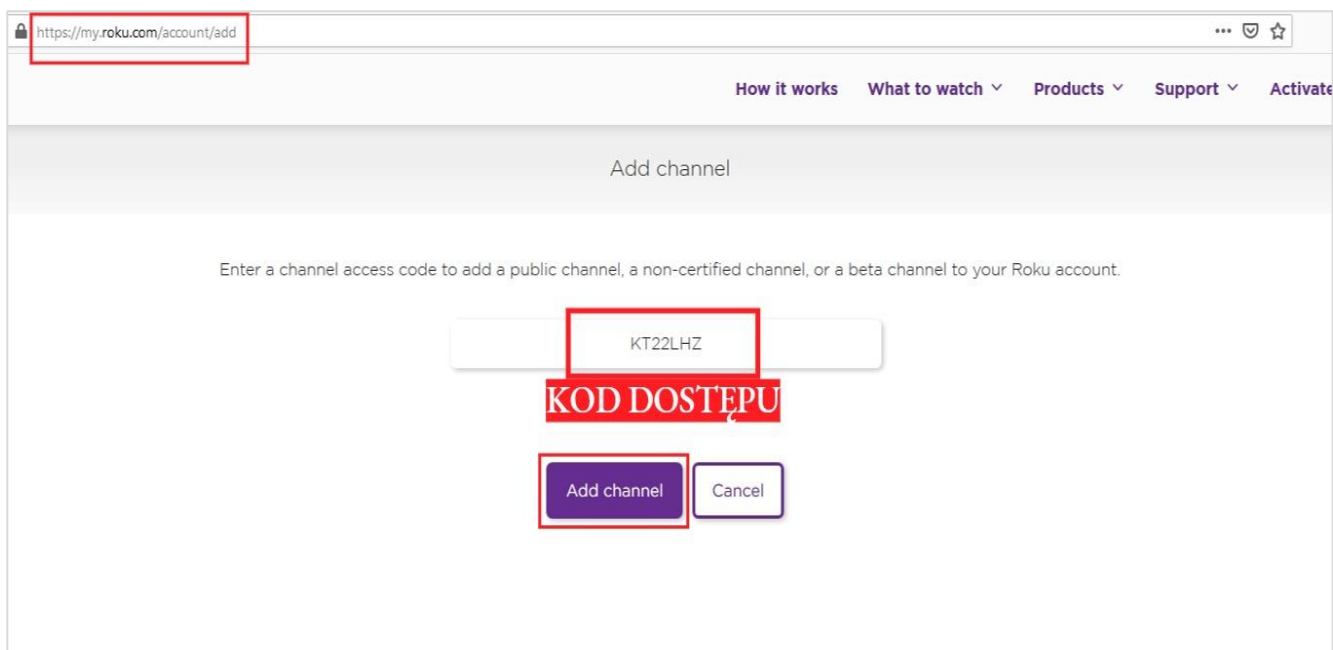 https://my.roku.com/account/add
How it works What to watch Products Support Activate
Add channel
Enter a channel access code to add a public channel, a non-certified channel, or a beta channel to your Roku account.
KT22LHZ
KOD DOSTĘPU
Add channel Cancel